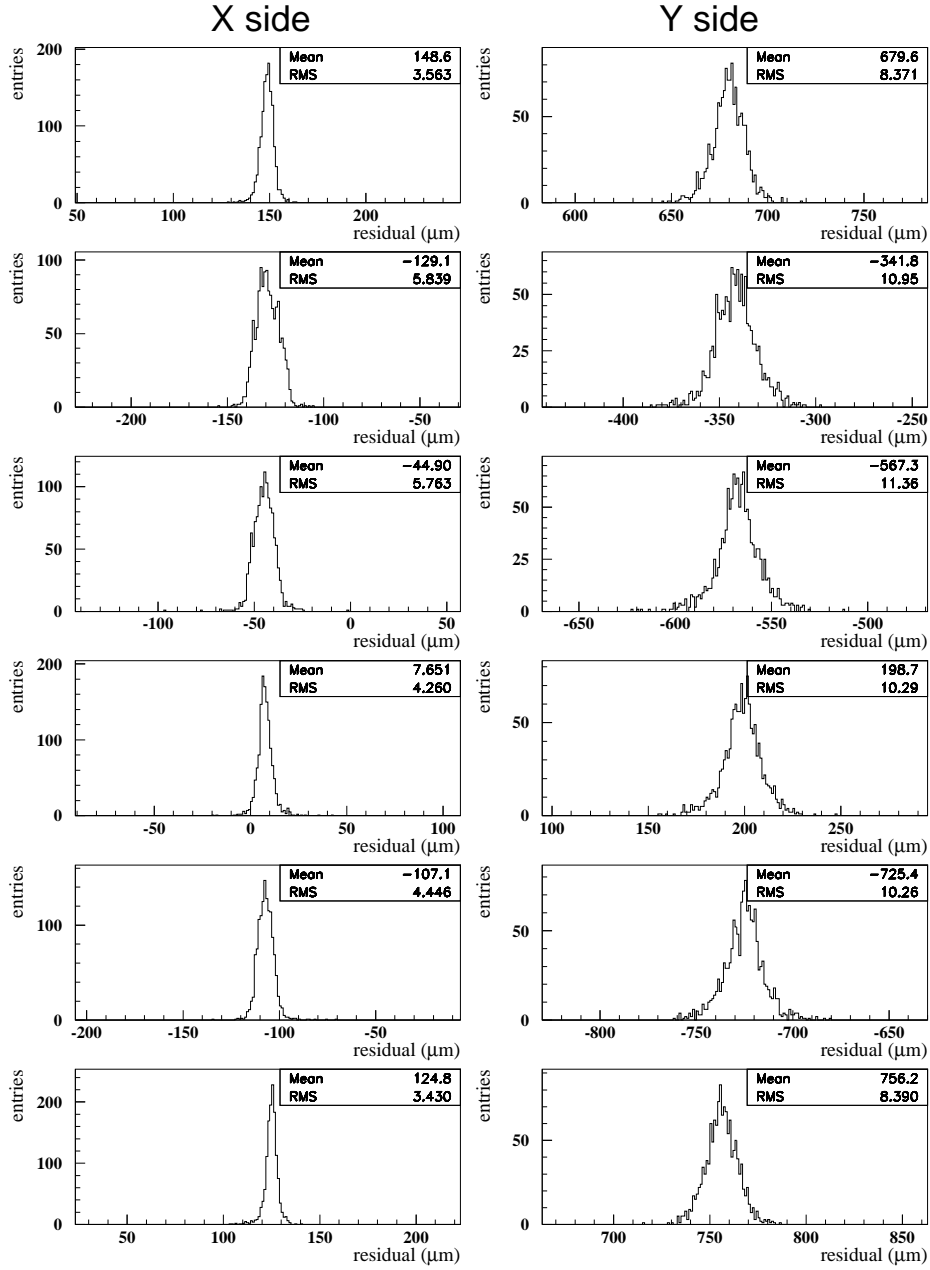 X side Y side
entries
200
100
0
Mean 148.6
RMS 3.563
50 100 150 200
residual (μm)
entries
50
0
Mean 679.6
RMS 8.371
600 650 700 750
residual (μm)
entries
100
50
0
Mean −129.1
RMS 5.839
-200 -150 -100 -50
residual (μm)
entries
50
25
0
Mean −341.8
RMS 10.95
-400 -350 -300 -250
residual (μm)
entries
100
50
0
Mean −44.90
RMS 5.763
-100 -50 0 50
residual (μm)
entries
50
25
0
Mean −567.3
RMS 11.36
-650 -600 -550 -500
residual (μm)
entries
200
100
0
Mean 7.651
RMS 4.260
-50 0 50 100
residual (μm)
entries
50
0
Mean 198.7
RMS 10.29
100 150 200 250
residual (μm)
entries
100
0
Mean −107.1
RMS 4.446
-200 -150 -100 -50
residual (μm)
entries
50
0
Mean −725.4
RMS 10.26
-800 -750 -700 -650
residual (μm)
entries
200
100
0
Mean 124.8
RMS 3.430
50 100 150 200
residual (μm)
entries
50
0
Mean 756.2
RMS 8.390
700 750 800 850
residual (μm)